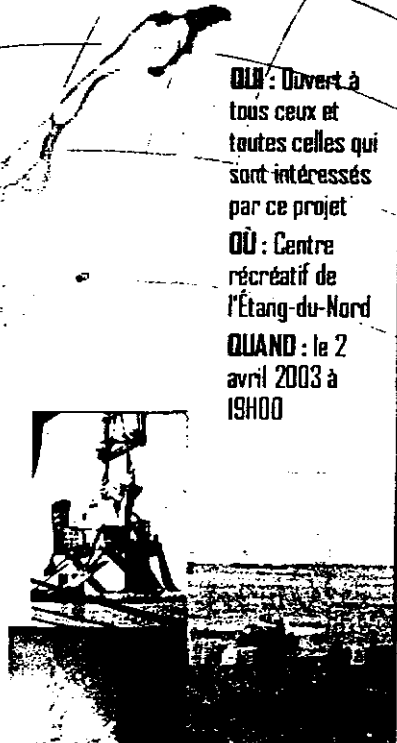 QUI : Ouvert à
tous ceux et
toutes celles qui
sont intéressés
par ce projet
OÙ : Centre
récréatif de
l'Étang-du-Nord
QUAND : le 2
avril 2003 à
19H00